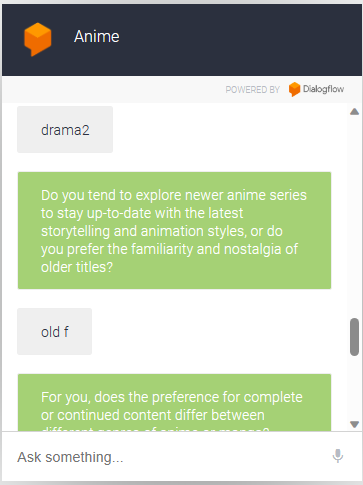 Anime
POWERED BY Dialogflow
drama2
Do you tend to explore newer anime series
to stay up-to-date with the latest
storytelling and animation styles, or do
you prefer the familiarity and nostalgia of
older titles?
old f
For you, does the preference for complete
or continued content differ between
different genres of anime or manga?
Ask something...